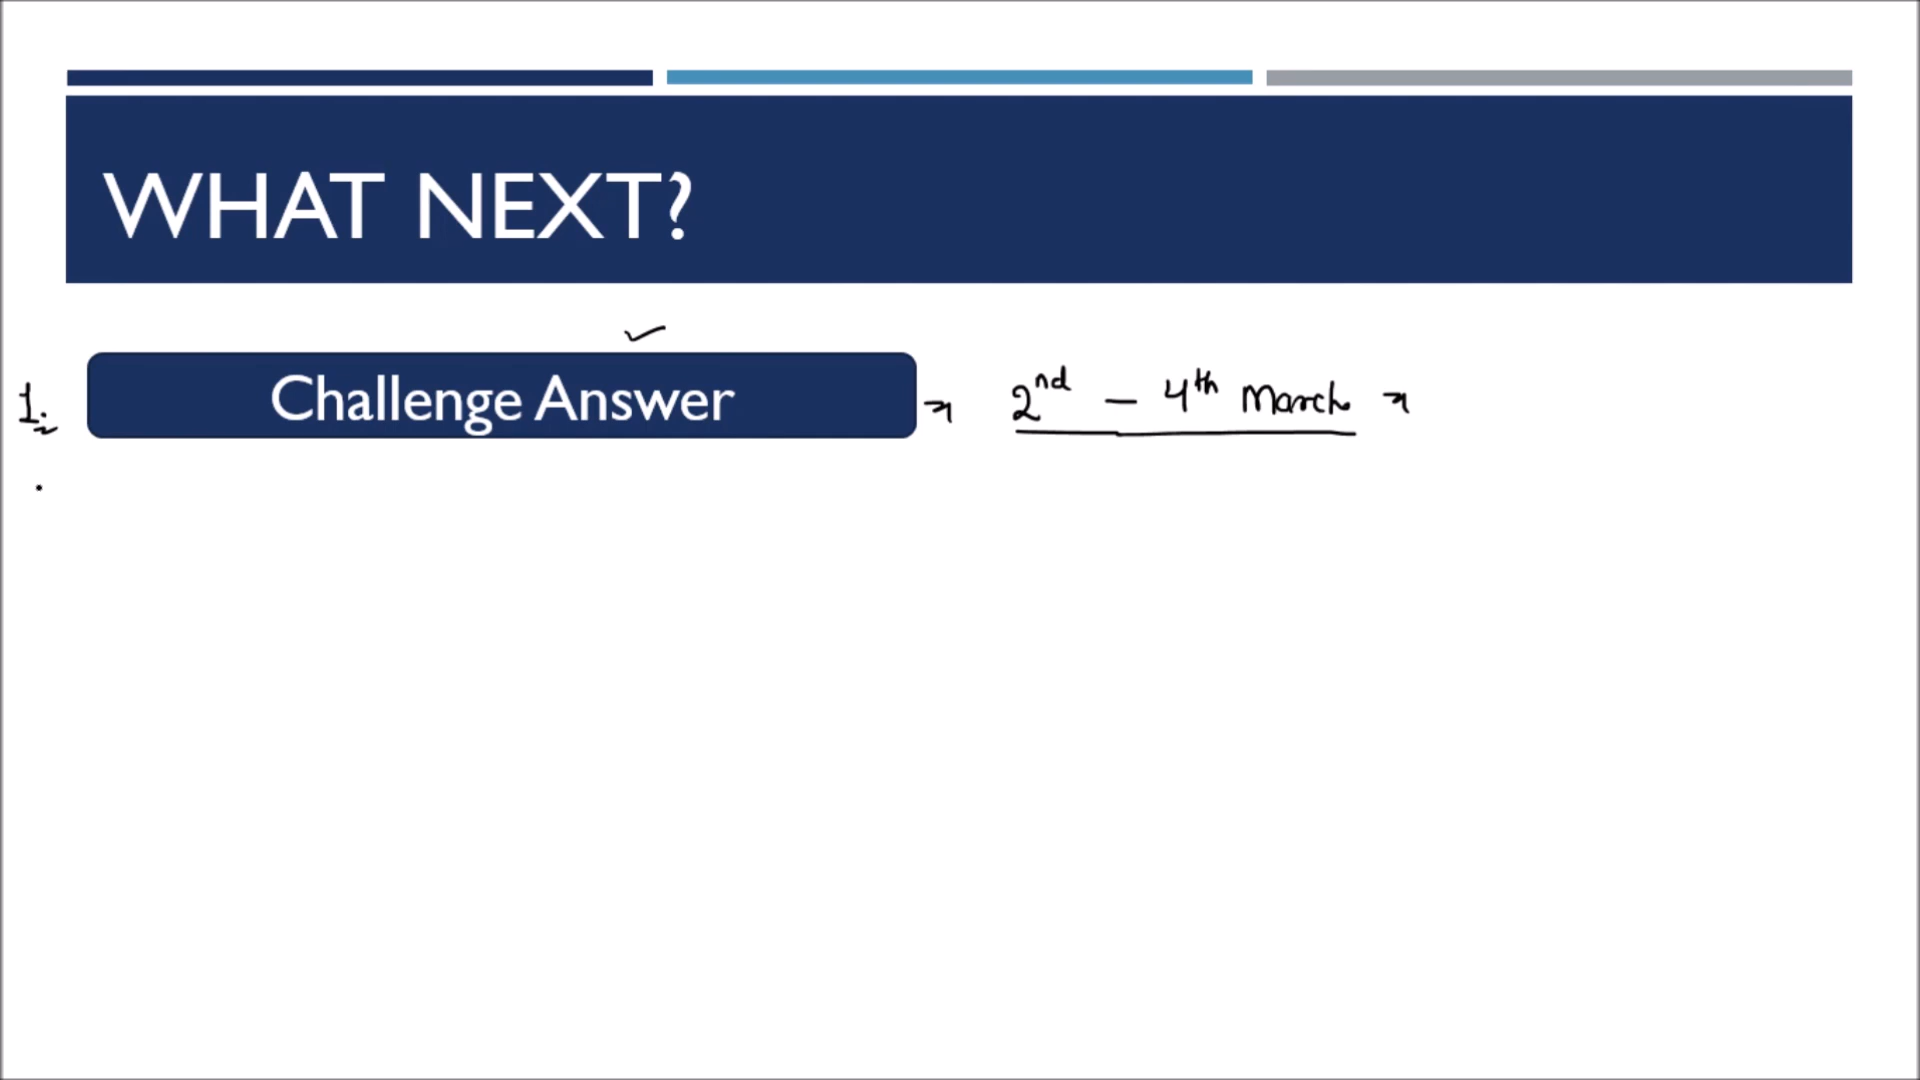 WHAT NEXT?
1. Challenge Answer → 2nd – 4th March →